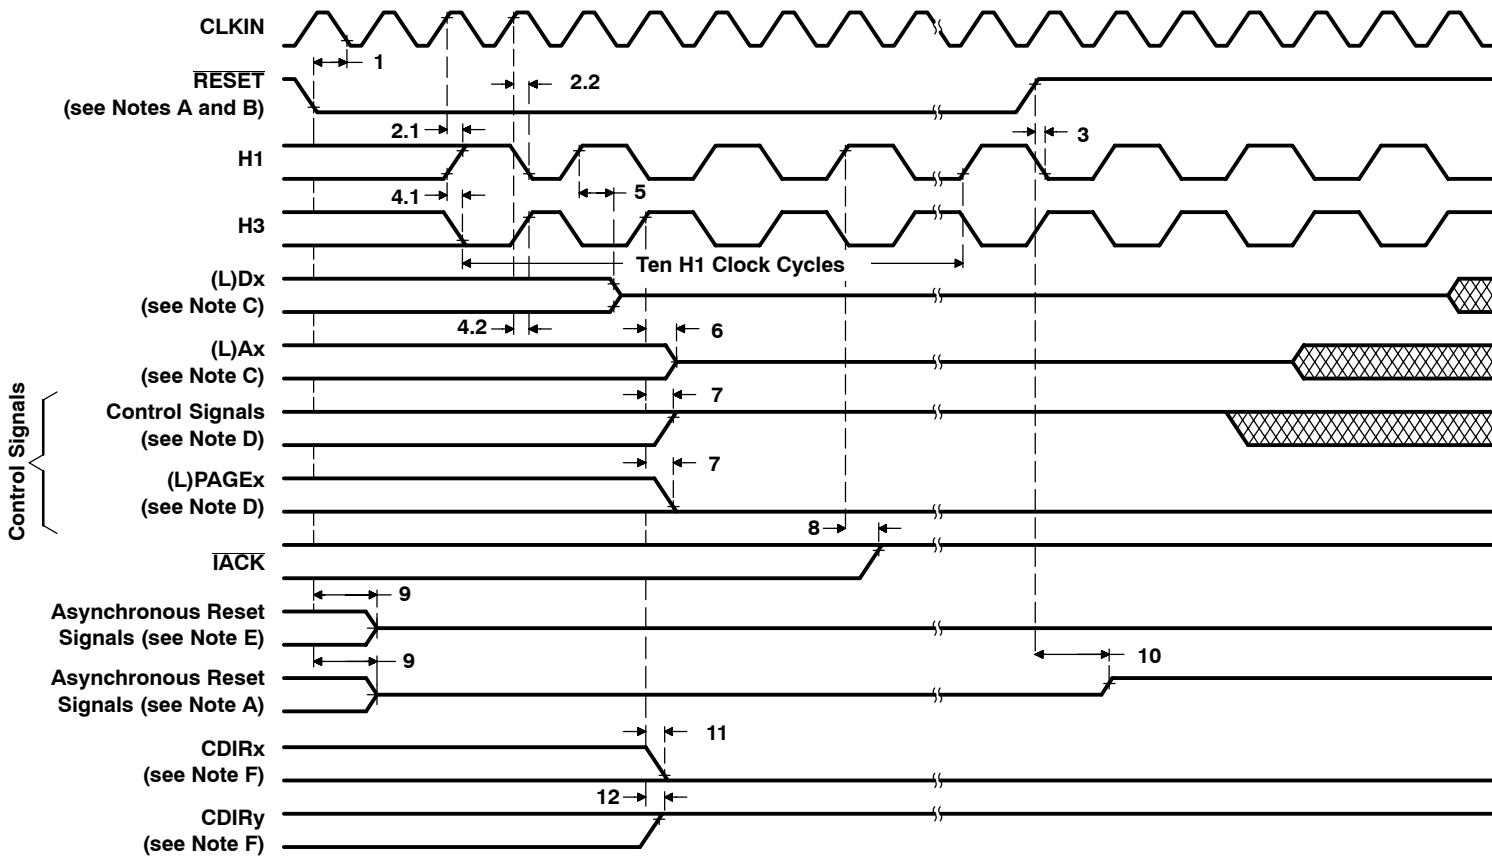 CLKIN
1
RESET
(see Notes A and B)
2.2
2.1
3
H1
4.1
5
H3
Ten H1 Clock Cycles
(L)Dx
(see Note C)
4.2
6
(L)Ax
(see Note C)
7
Control Signals
Control Signals
(see Note D)
7
(L)PAGEx
(see Note D)
8
IACK
9
Asynchronous Reset
Signals (see Note E)
9
10
Asynchronous Reset
Signals (see Note A)
11
CDIRx
(see Note F)
12
CDIRy
(see Note F)